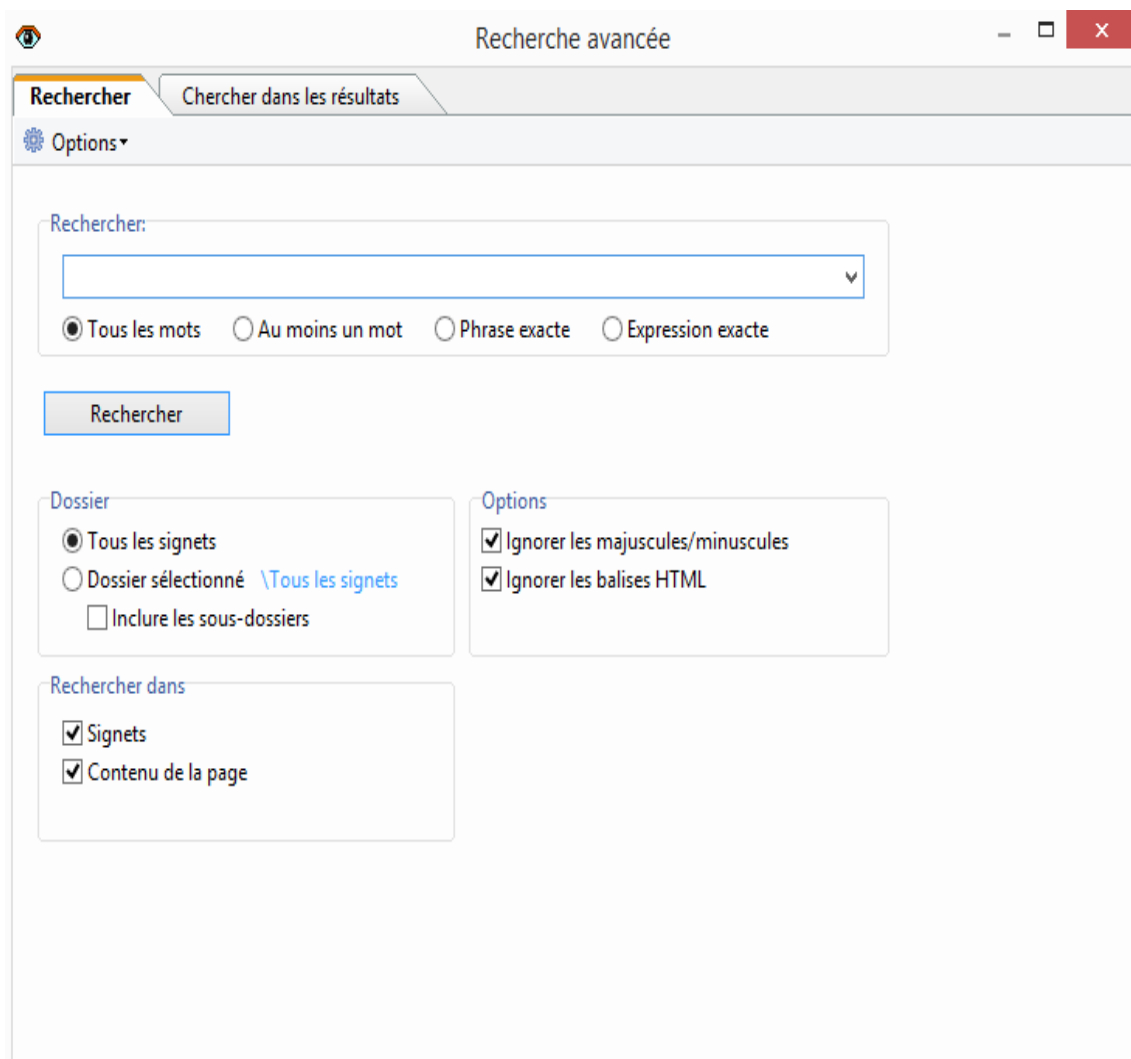 Recherche avancée
Rechercher Chercher dans les résultats
Options
Rechercher:
Tous les mots Au moins un mot Phrase exacte Expression exacte
Rechercher
Dossier Options
Tous les signets Ignorer les majuscules/minuscules
Dossier sélectionné \Tous les signets Ignorer les balises HTML
Inclure les sous-dossiers
Rechercher dans
Signets
Contenu de la page